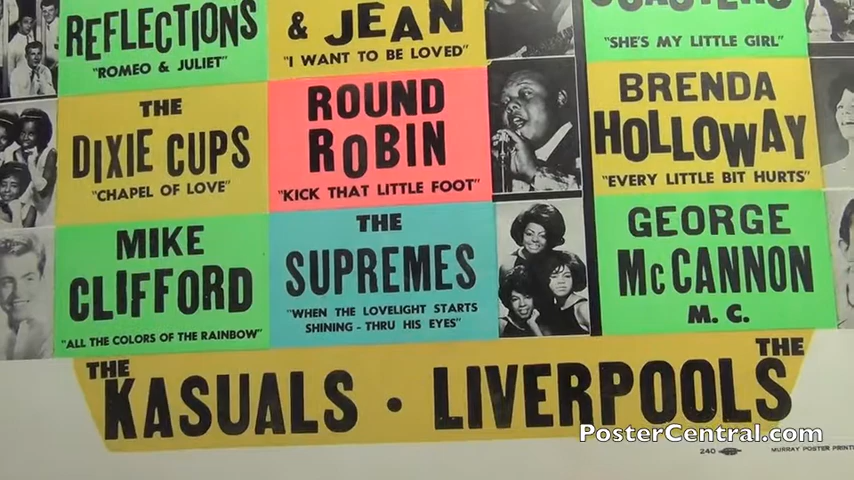 REFLECTIONS
"ROMEO & JULIET"
& JEAN
"I WANT TO BE LOVED"
COASTERS
"SHE'S MY LITTLE GIRL"
THE
DIXIE CUPS
"CHAPEL OF LOVE"
ROUND
ROBIN
"KICK THAT LITTLE FOOT"
BRENDA
HOLLOWAY
"EVERY LITTLE BIT HURTS"
MIKE
CLIFFORD
"ALL THE COLORS OF THE RAINBOW"
THE
SUPREMES
"WHEN THE LOVELIGHT STARTS
SHINING - THRU HIS EYES"
GEORGE
McCANNON
M. C.
THE
KASUALS • LIVERPOOLS
THE
PosterCentral.com
240
MURRAY POSTER PRINTI